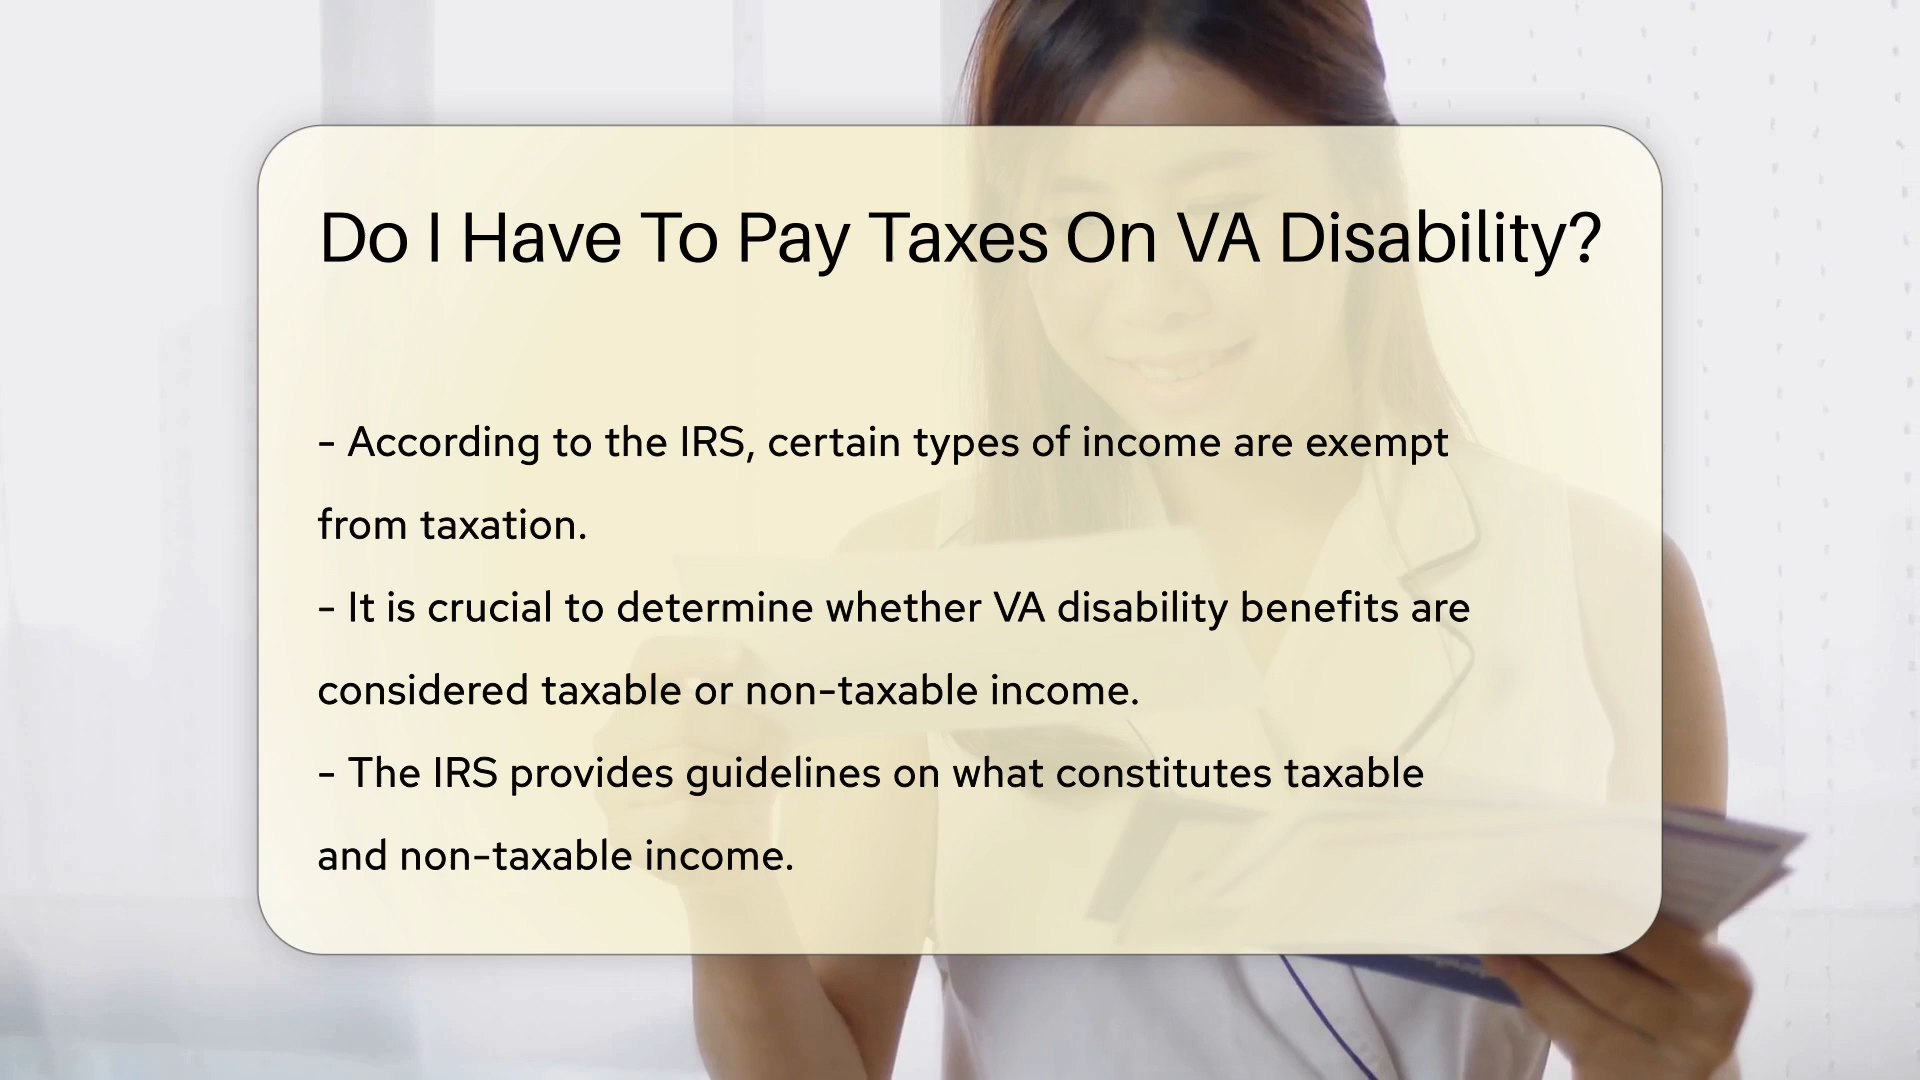 Do I Have To Pay Taxes On VA Disability?
- According to the IRS, certain types of income are exempt
from taxation.
- It is crucial to determine whether VA disability benefits are
considered taxable or non-taxable income.
- The IRS provides guidelines on what constitutes taxable
and non-taxable income.